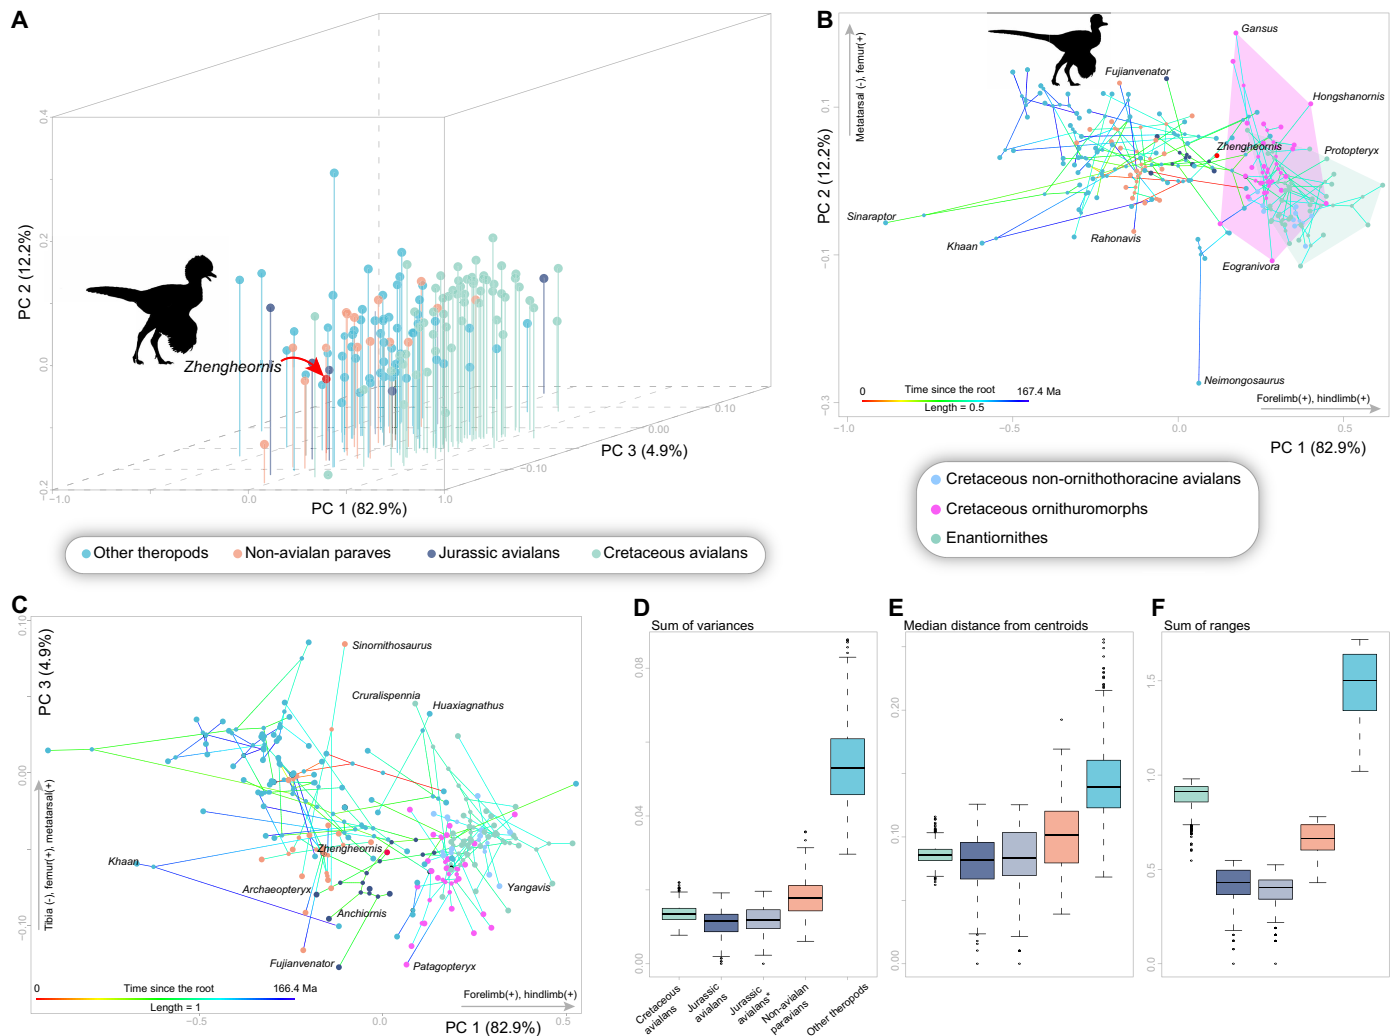 A
0.4
0.2
0.0
−0.2
PC 2 (12.2%)
Zhengheornis
−1.0
0.0
1.0
PC 1 (82.9%)
−0.10
0.00
0.10
PC 3 (4.9%)
Other theropods
Non-avialan paraves
Jurassic avialans
Cretaceous avialans
B
Metatarsal (-), femur(+)
PC 2 (12.2%)
0.1
−0.1
−0.3
Gansus
Fujianvenator
Hongshanornis
Zhengheornis
Protopteryx
Sinaraptor
Khaan
Rahonavis
Eogranivora
Neimongosaurus
0
Time since the root
167.4 Ma
Length = 0.5
Forelimb(+), hindlimb(+)
−1.0
−0.5
0.0
0.5
PC 1 (82.9%)
Cretaceous non-ornithothoracine avialans
Cretaceous ornithuromorphs
Enantiornithes
C
0.10
0.00
−0.10
PC 3 (4.9%)
Tibia (-), femur(+), metatarsal(+)
Sinornithosaurus
Cruralispennia
Huaxiagnathus
Zhengheornis
Khaan
Archaeopteryx
Yangavis
Anchiornis
Fujianvenator
Patagopteryx
0
Time since the root
166.4 Ma
Length = 1
Forelimb(+), hindlimb(+)
−0.5
0.0
0.5
PC 1 (82.9%)
D
Sum of variances
0.08
0.04
0.00
Cretaceous
avialans
Jurassic
avialans
Jurassic
avialans*
Non-avialan
paravians
Other theropods
E
Median distance from centroids
0.20
0.10
0.00
F
Sum of ranges
1.5
1.0
0.5
0.0